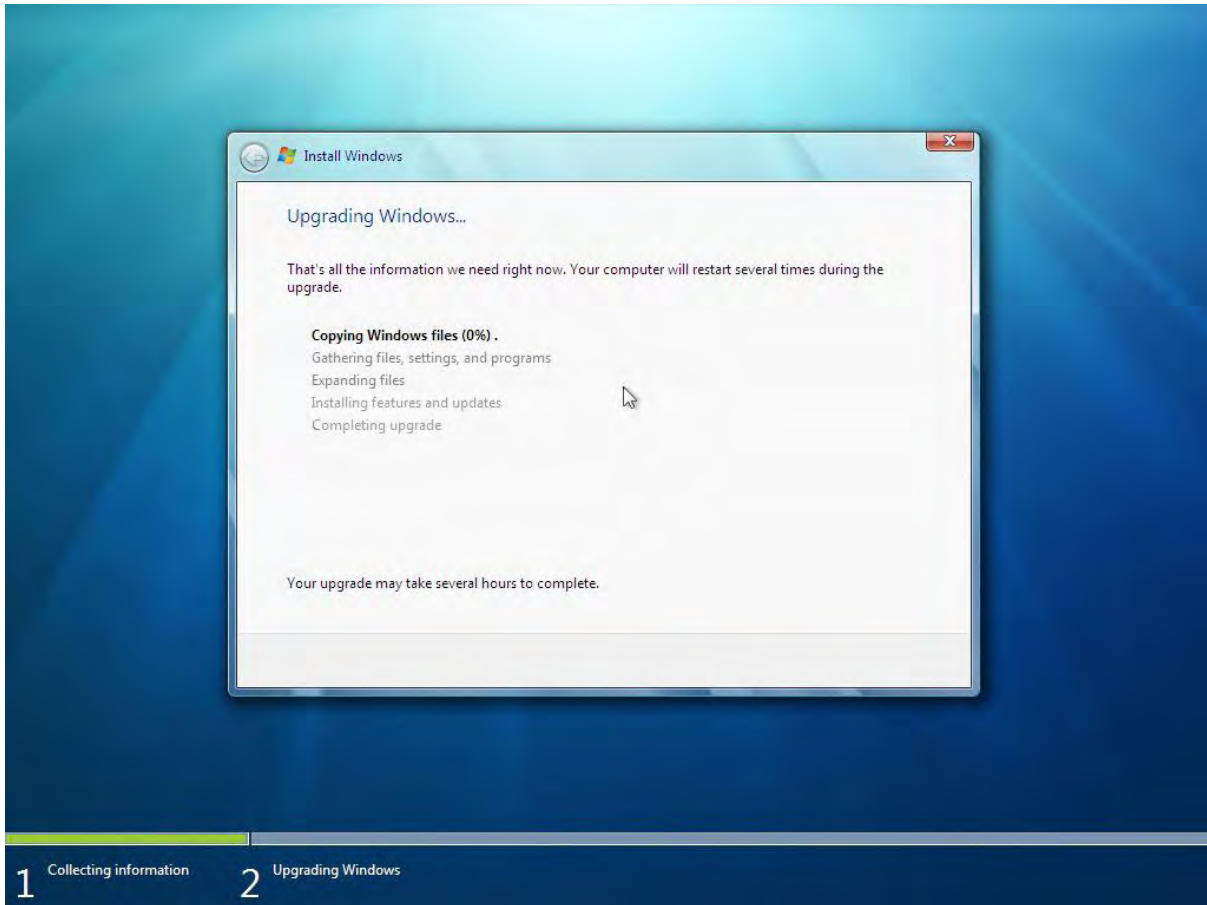 Install Windows
Upgrading Windows...
That's all the information we need right now. Your computer will restart several times during the
upgrade.
Copying Windows files (0%) .
Gathering files, settings, and programs
Expanding files
Installing features and updates
Completing upgrade
Your upgrade may take several hours to complete.
1 Collecting information 2 Upgrading Windows